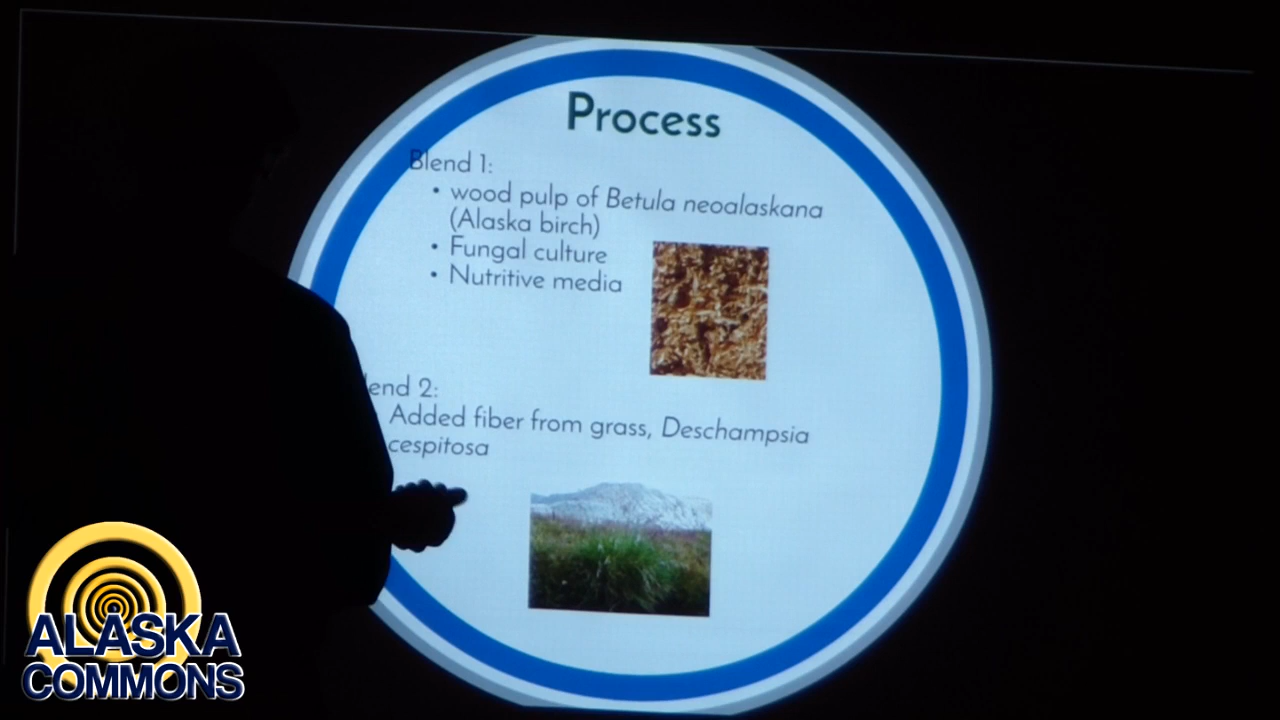 Process
Blend 1:
• wood pulp of Betula neoalaskana
(Alaska birch)
• Fungal culture
• Nutritive media
lend 2:
Added fiber from grass, Deschampsia
cespitosa
ALASKA
COMMONS